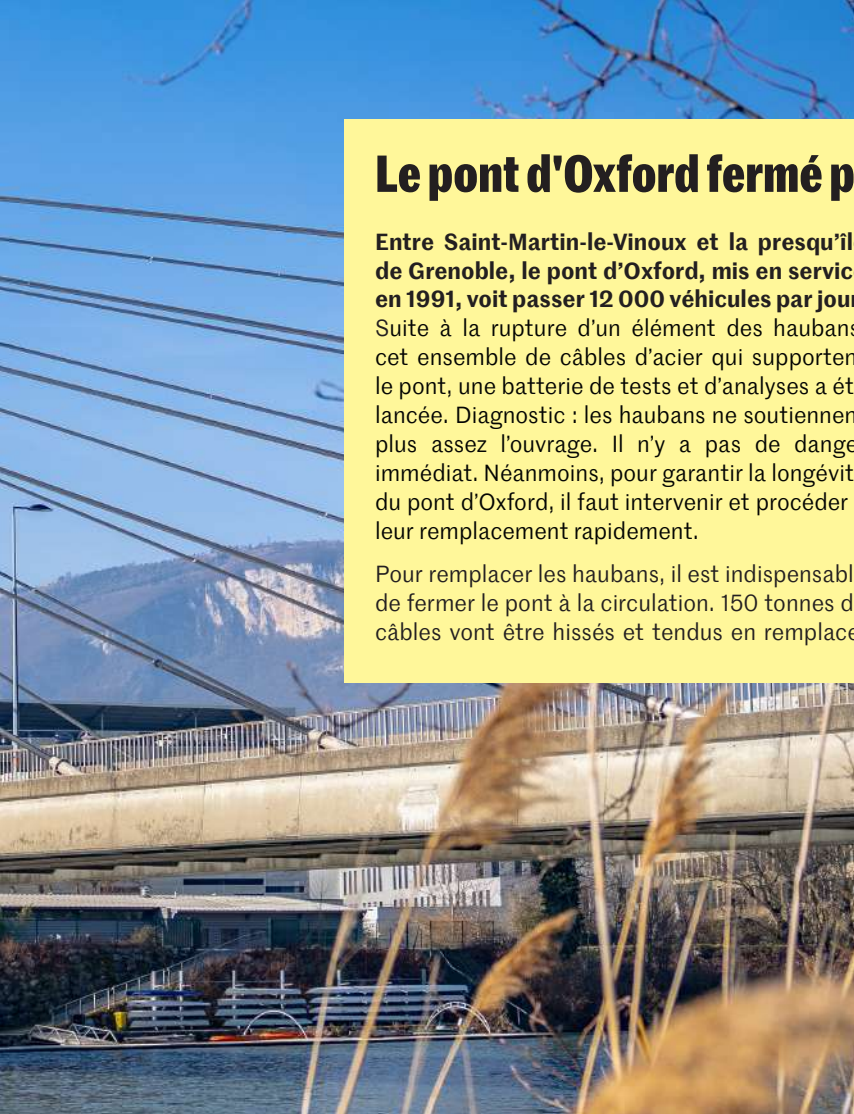 Le pont d'Oxford fermé p
Entre Saint-Martin-le-Vinoux et la presqu’îl
de Grenoble, le pont d’Oxford, mis en servic
en 1991, voit passer 12 000 véhicules par jour
Suite à la rupture d’un élément des haubans
cet ensemble de câbles d’acier qui supporten
le pont, une batterie de tests et d’analyses a ét
lancée. Diagnostic : les haubans ne soutiennen
plus assez l’ouvrage. Il n’y a pas de dange
immédiat. Néanmoins, pour garantir la longévit
du pont d’Oxford, il faut intervenir et procéder
leur remplacement rapidement.
Pour remplacer les haubans, il est indispensabl
de fermer le pont à la circulation. 150 tonnes d
câbles vont être hissés et tendus en remplace